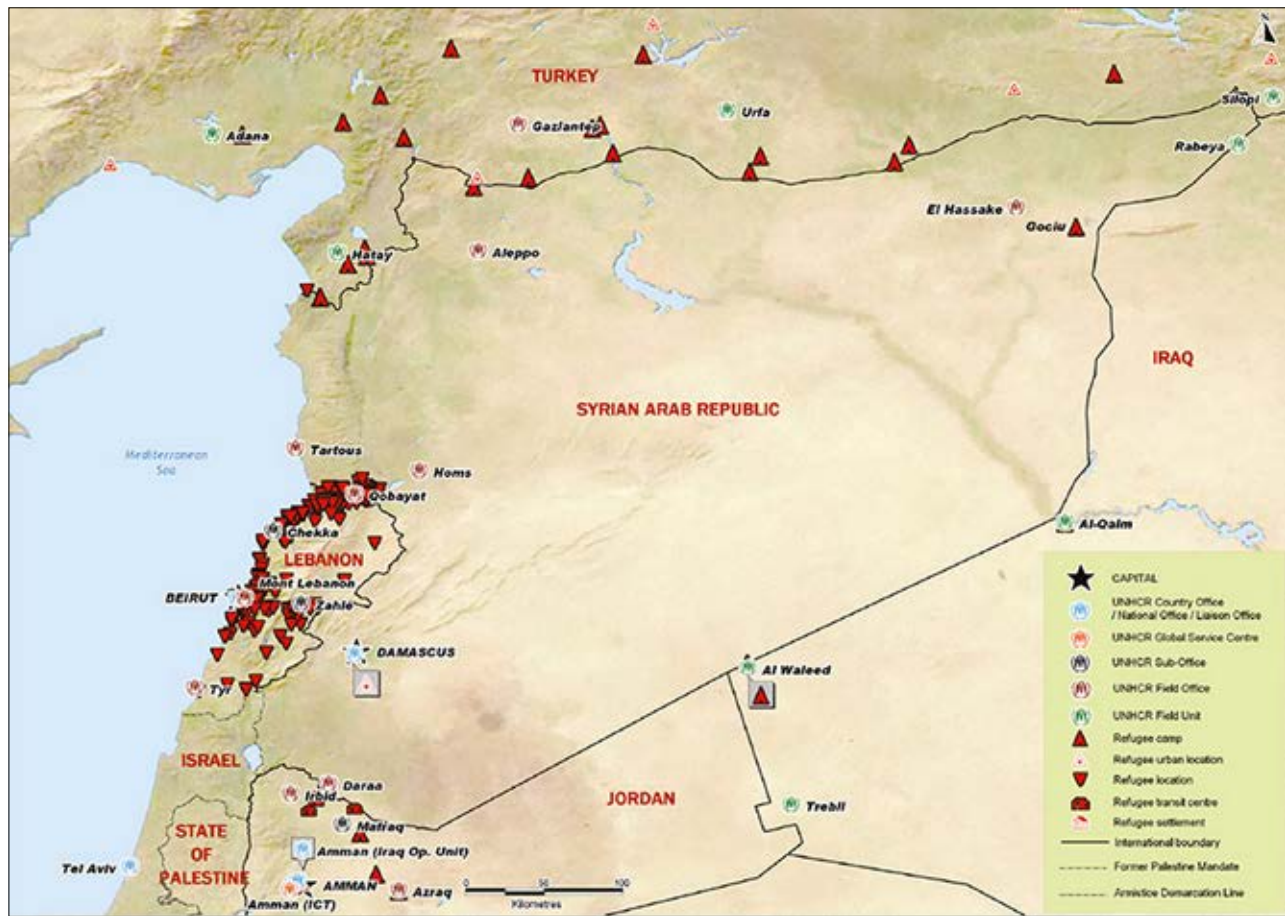 N
TURKEY
Silopi
Adana
Gaziantep
Urfa
Rabeya
El Hassake
Gociu
Hatay
Aleppo
IRAQ
SYRIAN ARAB REPUBLIC
Mediterranean
Sea
Tartous
Homs
Qobayat
Chekka
Al-Qaim
LEBANON
Mont Lebanon
BEIRUT
Zahle
DAMASCUS
Al Waleed
Tyr
ISRAEL
Daraa
Irbid
JORDAN
Trebil
Mafraq
STATE
OF
PALESTINE
Amman (Iraq Op. Unit)
Tel Aviv
AMMAN
Amman (ICT)
Azraq
0 50 100
Kilometres
CAPITAL
UNHCR Country Office
/ National Office / Liaison Office
UNHCR Global Service Centre
UNHCR Sub-Office
UNHCR Field Office
UNHCR Field Unit
Refugee camp
Refugee urban location
Refugee location
Refugee transit centre
Refugee settlement
International boundary
Former Palestine Mandate
Armistice Demarcation Line